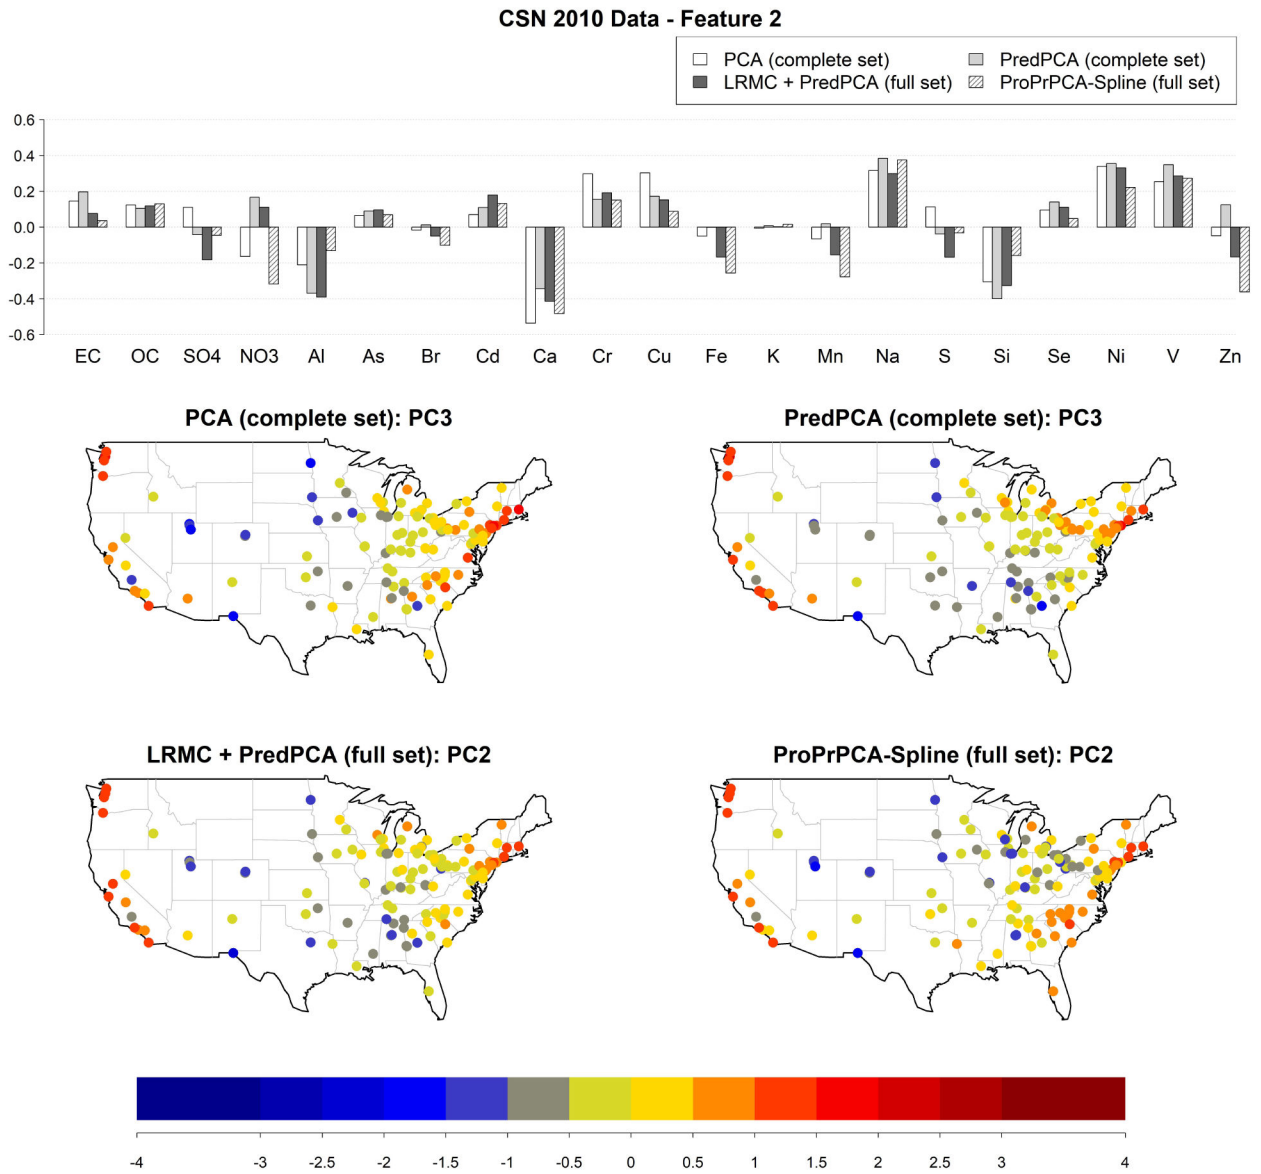 CSN 2010 Data - Feature 2
PCA (complete set) PredPCA (complete set)
LRMC + PredPCA (full set) ProPrPCA-Spline (full set)
0.6
0.4
0.2
0.0
-0.2
-0.4
-0.6
EC OC SO4 NO3 Al As Br Cd Ca Cr Cu Fe K Mn Na S Si Se Ni V Zn
PCA (complete set): PC3 PredPCA (complete set): PC3
LRMC + PredPCA (full set): PC2 ProPrPCA-Spline (full set): PC2
-4 -3 -2.5 -2 -1.5 -1 -0.5 0 0.5 1 1.5 2 2.5 3 4